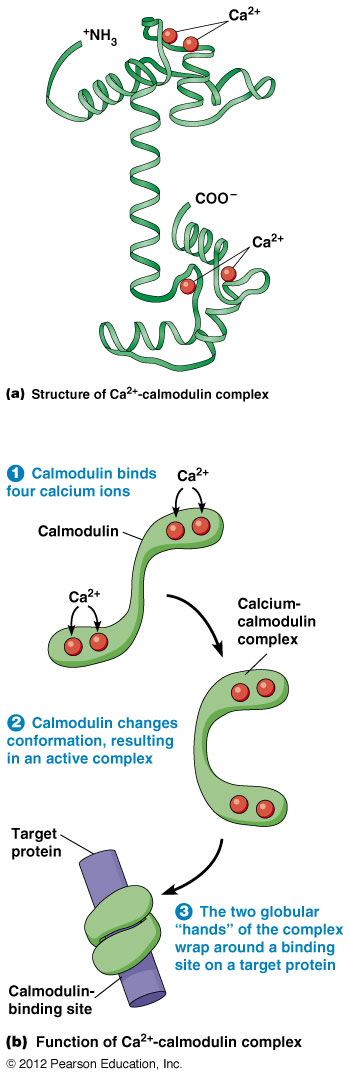 Ca2+
+NH3
COO−
Ca2+
(a) Structure of Ca2+-calmodulin complex
1 Calmodulin binds
four calcium ions
Ca2+
Calmodulin
Ca2+
Calcium-
calmodulin
complex
2 Calmodulin changes
conformation, resulting
in an active complex
Target
protein
3 The two globular
“hands” of the complex
wrap around a binding
site on a target protein
Calmodulin-
binding site
(b) Function of Ca2+-calmodulin complex
© 2012 Pearson Education, Inc.